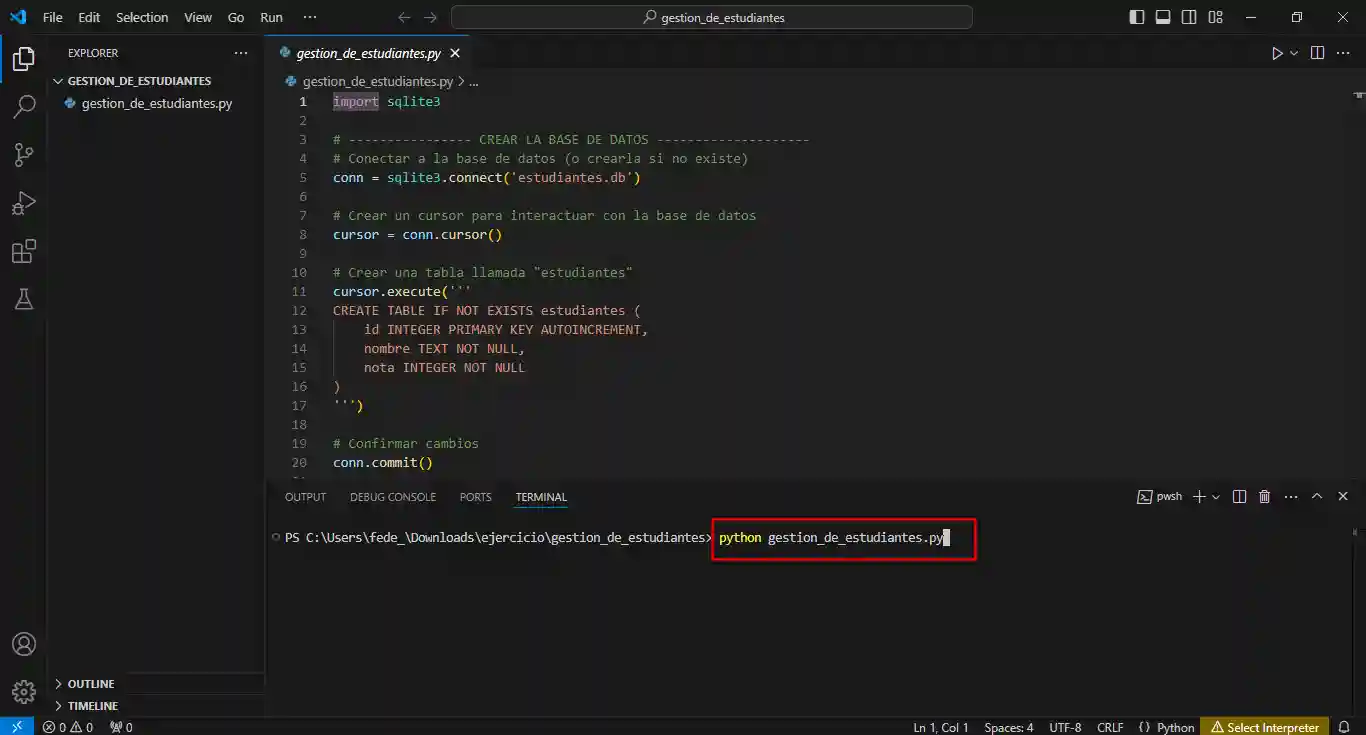 File Edit Selection View Go Run ···
gestion_de_estudiantes
EXPLORER
GESTION_DE_ESTUDIANTES
gestion_de_estudiantes.py
OUTLINE
TIMELINE
gestion_de_estudiantes.py
gestion_de_estudiantes.py > ...
1 import sqlite3
2
3 # ---------------- CREAR LA BASE DE DATOS --------------------
4 # Conectar a la base de datos (o crearla si no existe)
5 conn = sqlite3.connect('estudiantes.db')
6
7 # Crear un cursor para interactuar con la base de datos
8 cursor = conn.cursor()
9
10 # Crear una tabla llamada "estudiantes"
11 cursor.execute('''
12 CREATE TABLE IF NOT EXISTS estudiantes (
13     id INTEGER PRIMARY KEY AUTOINCREMENT,
14     nombre TEXT NOT NULL,
15     nota INTEGER NOT NULL
16 )
17 ''')
18
19 # Confirmar cambios
20 conn.commit()
OUTPUT DEBUG CONSOLE PORTS TERMINAL
pwsh
PS C:\Users\fede_\Downloads\ejercicio\gestion_de_estudiantes> python gestion_de_estudiantes.py
0 0 0 Ln 1, Col 1 Spaces: 4 UTF-8 CRLF {} Python Select Interpreter